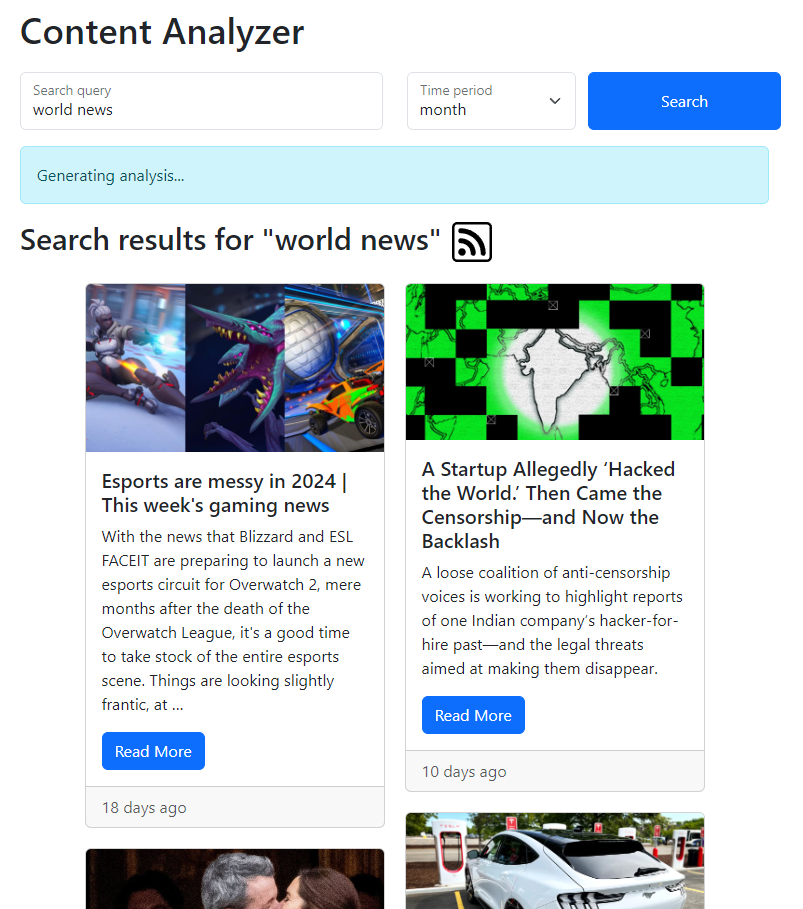 Content Analyzer
Search query
world news
Time period
month
Search
Generating analysis...
Search results for "world news"
Esports are messy in 2024 |
This week's gaming news
With the news that Blizzard and ESL
FACEIT are preparing to launch a new
esports circuit for Overwatch 2, mere
months after the death of the
Overwatch League, it's a good time
to take stock of the entire esports
scene. Things are looking slightly
frantic, at ...
Read More
18 days ago
A Startup Allegedly ‘Hacked
the World.’ Then Came the
Censorship—and Now the
Backlash
A loose coalition of anti-censorship
voices is working to highlight reports
of one Indian company’s hacker-for-
hire past—and the legal threats
aimed at making them disappear.
Read More
10 days ago